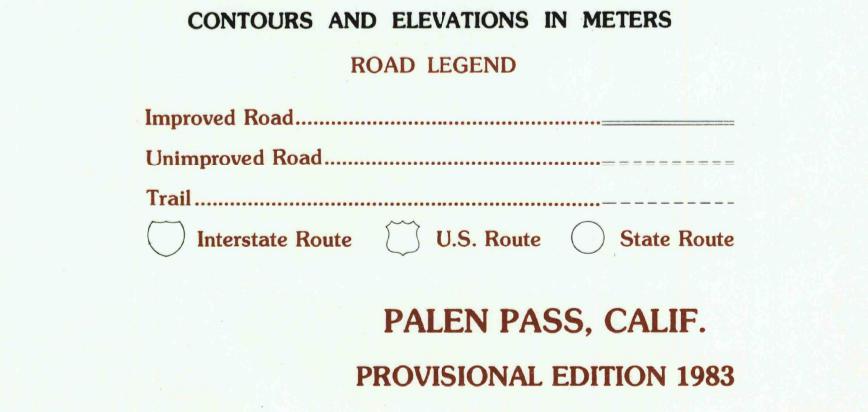 CONTOURS AND ELEVATIONS IN METERS
ROAD LEGEND
Improved Road
Unimproved Road
Trail
Interstate Route U.S. Route State Route
PALEN PASS, CALIF.
PROVISIONAL EDITION 1983